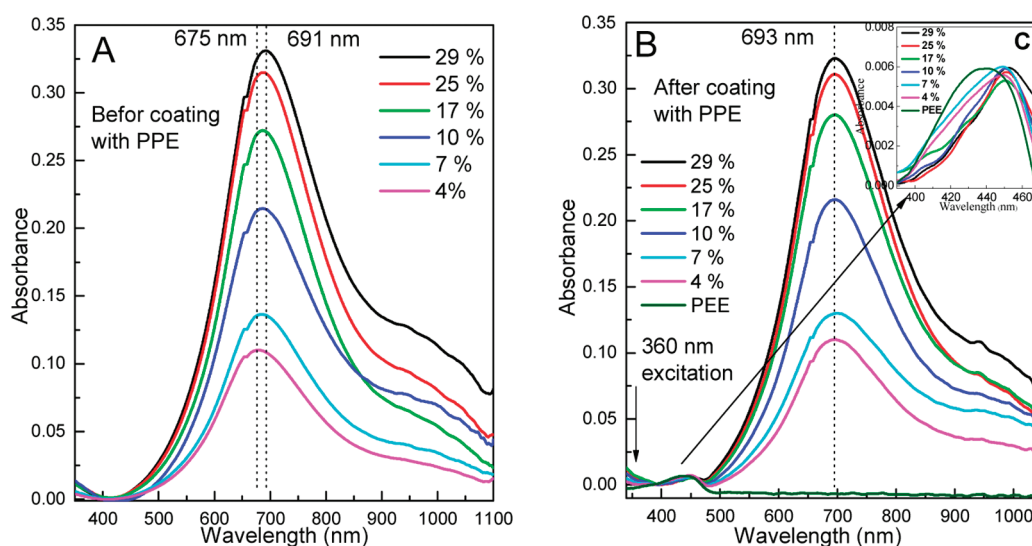 A
675 nm
691 nm
Befor coating
with PPE
29 %
25 %
17 %
10 %
7 %
4%
Absorbance
0.35
0.30
0.25
0.20
0.15
0.10
0.05
0.00
400 500 600 700 800 900 1000 1100
Wavelength (nm)
B
693 nm
After coating
with PPE
29 %
25 %
17 %
10 %
7 %
4 %
PEE
360 nm
excitation
Absorbance
0.35
0.30
0.25
0.20
0.15
0.10
0.05
0.00
400 500 600 700 800 900 1000
Wavelength (nm)
C
29 %
25 %
17 %
10 %
7 %
4 %
PEE
Absorbance
0.008
0.006
0.004
0.002
0.000
400 420 440 460
Wavelength (nm)